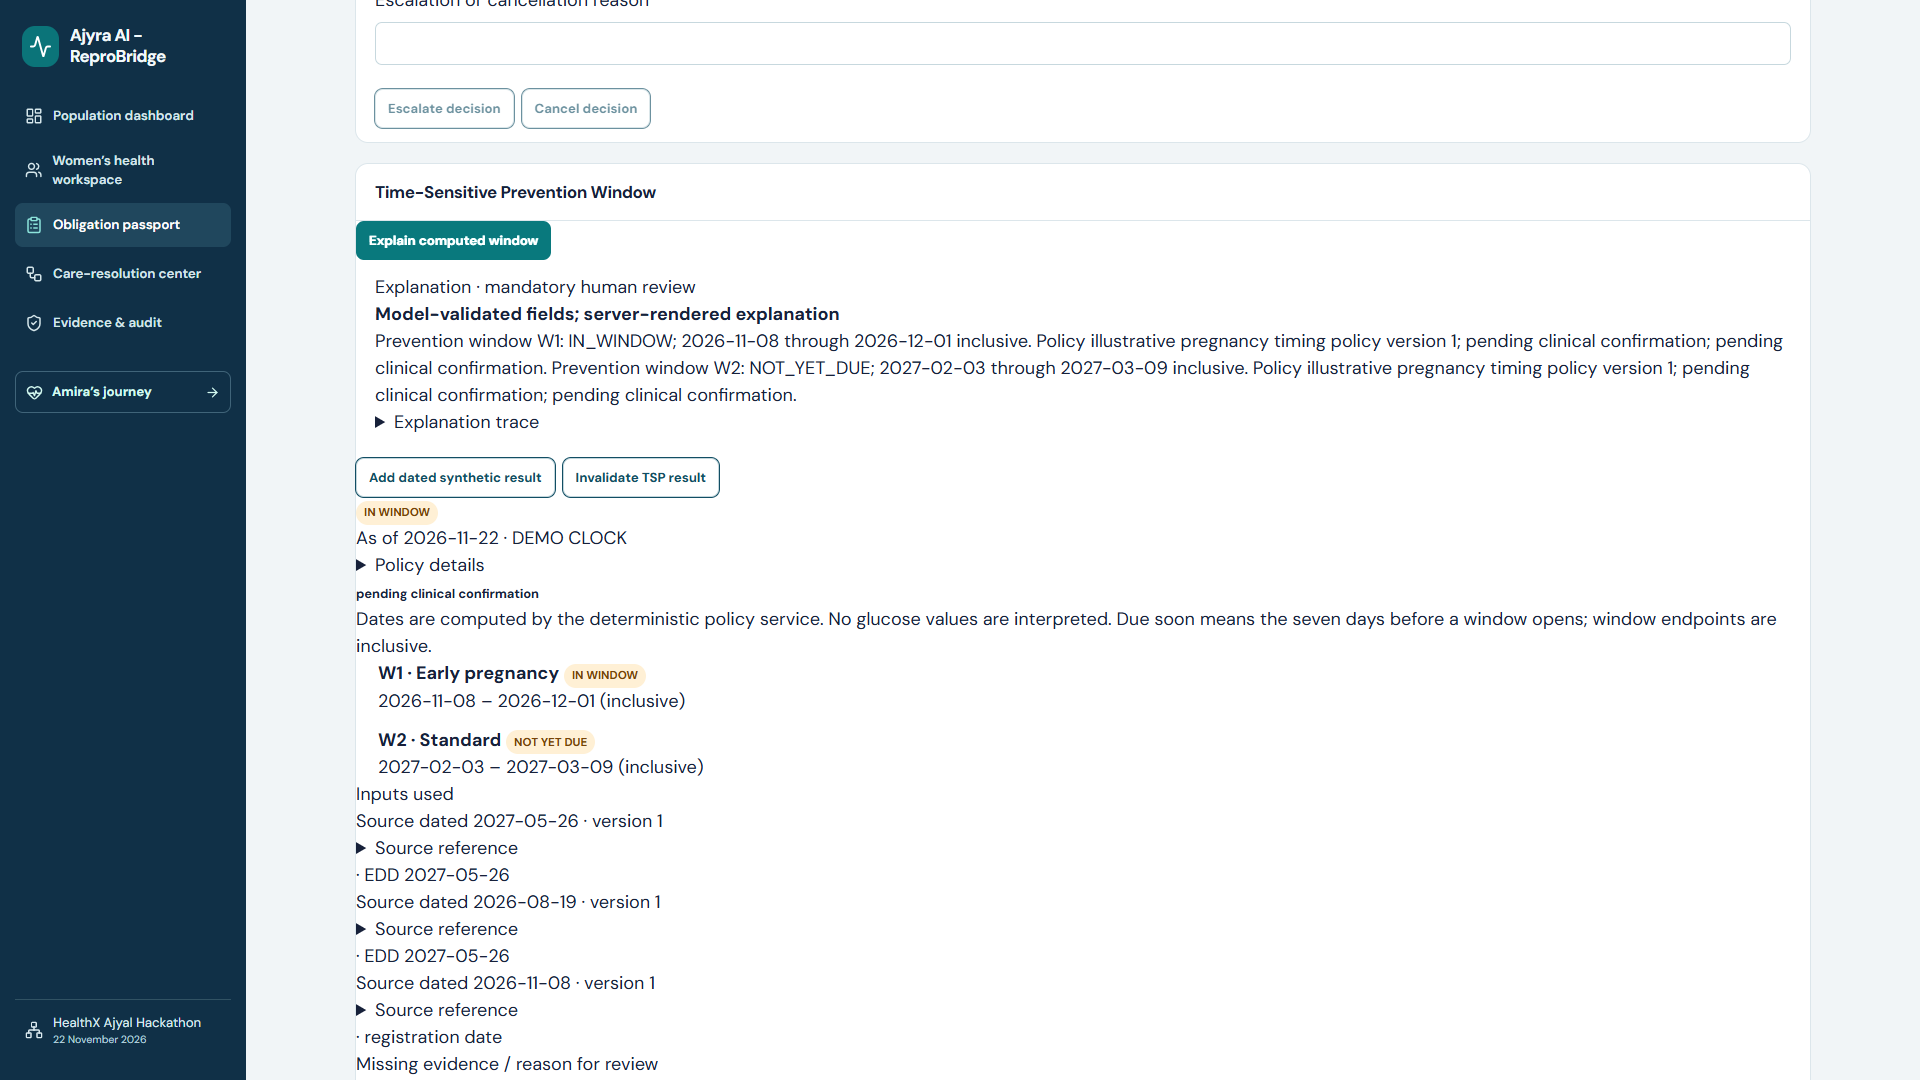 Ajyra AI –
ReproBridge
Population dashboard
Women's health
workspace
Obligation passport
Care-resolution center
Evidence & audit
Amira's journey
HealthX Ajyal Hackathon
22 November 2026
Escalation or cancellation reason
Escalate decision
Cancel decision
Time-Sensitive Prevention Window
Explain computed window
Explanation · mandatory human review
Model-validated fields; server-rendered explanation
Prevention window W1: IN_WINDOW; 2026-11-08 through 2026-12-01 inclusive. Policy illustrative pregnancy timing policy version 1; pending clinical confirmation; pending
clinical confirmation. Prevention window W2: NOT_YET_DUE; 2027-02-03 through 2027-03-09 inclusive. Policy illustrative pregnancy timing policy version 1; pending
clinical confirmation; pending clinical confirmation.
Explanation trace
Add dated synthetic result
Invalidate TSP result
IN WINDOW
As of 2026-11-22 · DEMO CLOCK
Policy details
pending clinical confirmation
Dates are computed by the deterministic policy service. No glucose values are interpreted. Due soon means the seven days before a window opens; window endpoints are
inclusive.
W1 · Early pregnancy IN WINDOW
2026-11-08 – 2026-12-01 (inclusive)
W2 · Standard NOT YET DUE
2027-02-03 – 2027-03-09 (inclusive)
Inputs used
Source dated 2027-05-26 · version 1
Source reference
· EDD 2027-05-26
Source dated 2026-08-19 · version 1
Source reference
· EDD 2027-05-26
Source dated 2026-11-08 · version 1
Source reference
· registration date
Missing evidence / reason for review